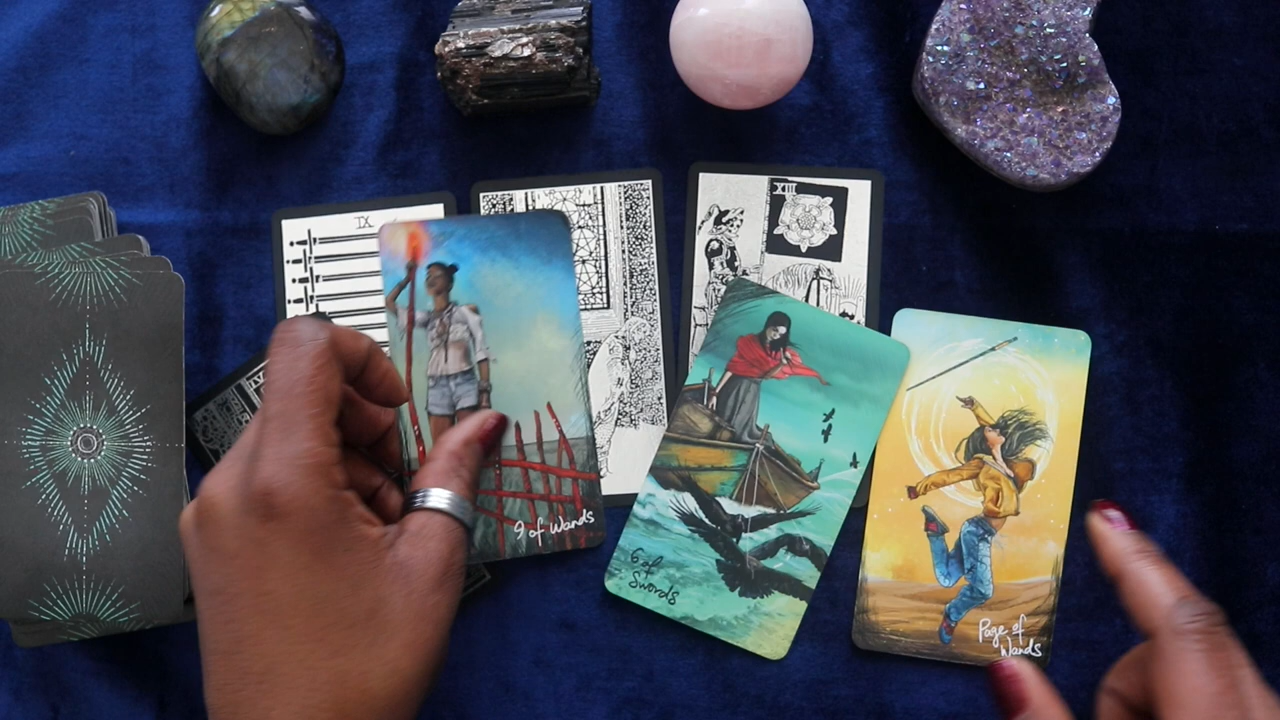 IX
XIII
9 of Wands
6 of
Swords
Page of
Wands